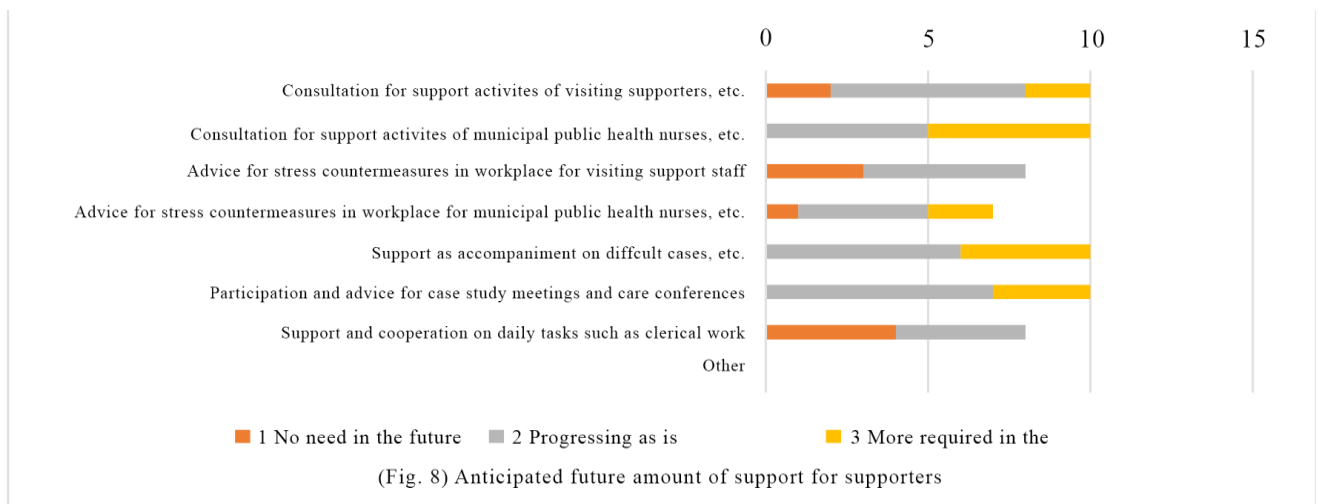 0 5 10 15
Consultation for support activites of visiting supporters, etc.
Consultation for support activites of municipal public health nurses, etc.
Advice for stress countermeasures in workplace for visiting support staff
Advice for stress countermeasures in workplace for municipal public health nurses, etc.
Support as accompaniment on diffcult cases, etc.
Participation and advice for case study meetings and care conferences
Support and cooperation on daily tasks such as clerical work
Other
1 No need in the future 2 Progressing as is 3 More required in the
(Fig. 8) Anticipated future amount of support for supporters